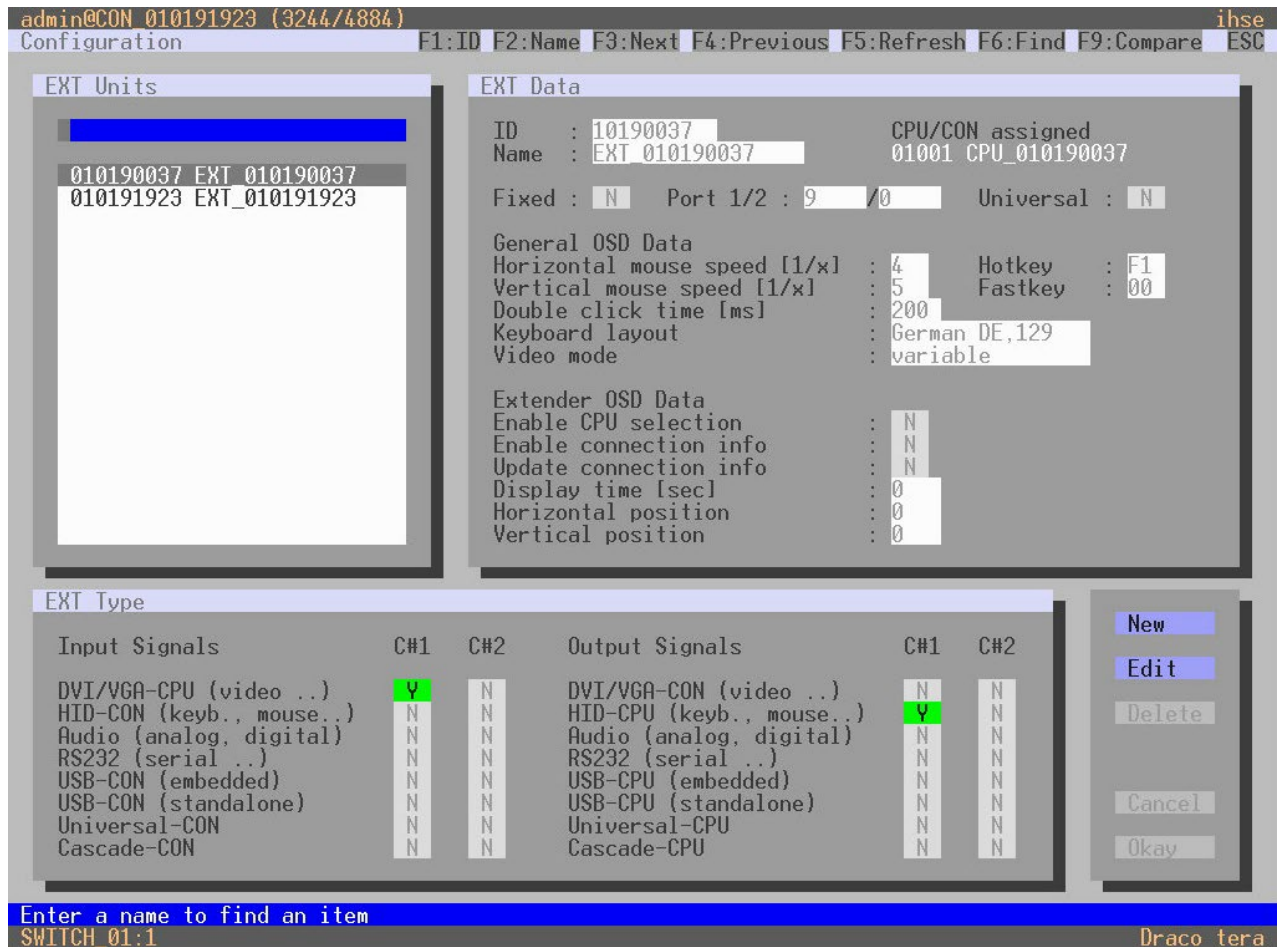 admin@CON_010191923 (3244/4884) ihse
Configuration F1:ID F2:Name F3:Next F4:Previous F5:Refresh F6:Find F9:Compare ESC
EXT Units
010190037 EXT_010190037
010191923 EXT_010191923
EXT Data
ID : 10190037 CPU/CON assigned
Name : EXT_010190037 01001 CPU_010190037
Fixed : N Port 1/2 : 9 /0 Universal : N
General OSD Data
Horizontal mouse speed [1/x] : 4 Hotkey : F1
Vertical mouse speed [1/x] : 5 Fastkey : 00
Double click time [ms] : 200
Keyboard layout : German DE,129
Video mode : variable
Extender OSD Data
Enable CPU selection : N
Enable connection info : N
Update connection info : N
Display time [sec] : 0
Horizontal position : 0
Vertical position : 0
EXT Type
Input Signals C#1 C#2 Output Signals C#1 C#2
DVI/VGA-CPU (video ..) Y N DVI/VGA-CON (video ..) N N
HID-CON (keyb., mouse..) N N HID-CPU (keyb., mouse..) Y N
Audio (analog, digital) N N Audio (analog, digital) N N
RS232 (serial ..) N N RS232 (serial ..) N N
USB-CON (embedded) N N USB-CPU (embedded) N N
USB-CON (standalone) N N USB-CPU (standalone) N N
Universal-CON N N Universal-CPU N N
Cascade-CON N N Cascade-CPU N N
New
Edit
Delete
Cancel
Okay
Enter a name to find an item
SWITCH_01:1 Draco tera